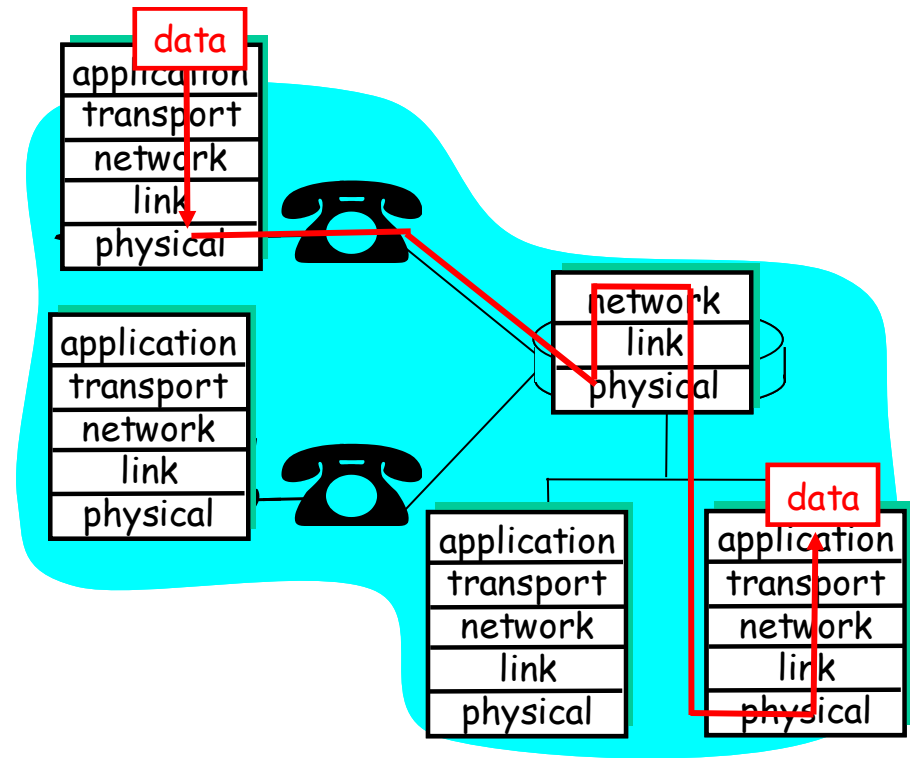 data
application
transport
network
link
physical
application
transport
network
link
physical
network
link
physical
application
transport
network
link
physical
data
application
transport
network
link
physical